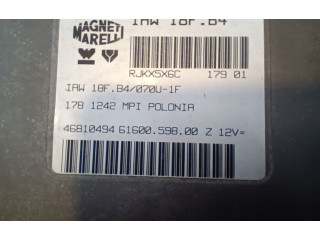 MAGNETI
MARELLI
IAW 18F.B4
RJKX5X6C 179 01
IAW 18F.B4/070U-1F
178 1242 MPI POLONIA
46810494 61600.598.00 Z 12V=